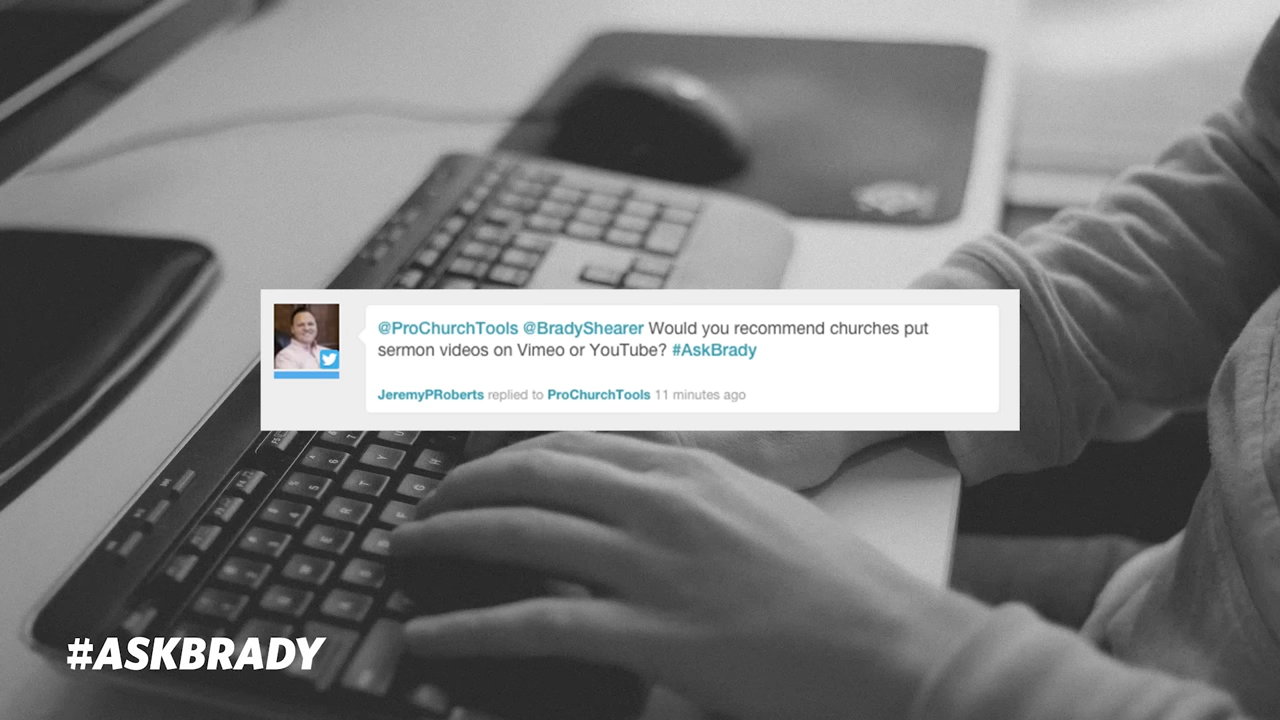 @ProChurchTools @BradyShearer Would you recommend churches put
sermon videos on Vimeo or YouTube? #AskBrady
JeremyPRoberts replied to ProChurchTools 11 minutes ago
#ASKBRADY